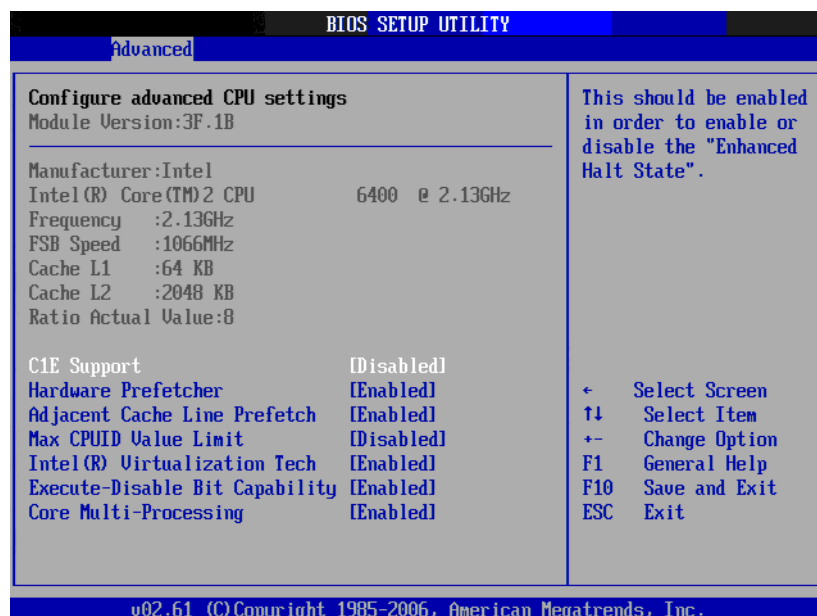 BIOS SETUP UTILITY
Advanced
Configure advanced CPU settings
Module Version:3F.1B
Manufacturer:Intel
Intel(R) Core(TM)2 CPU 6400 @ 2.13GHz
Frequency :2.13GHz
FSB Speed :1066MHz
Cache L1 :64 KB
Cache L2 :2048 KB
Ratio Actual Value:8
C1E Support [Disabled]
Hardware Prefetcher [Enabled]
Adjacent Cache Line Prefetch [Enabled]
Max CPUID Value Limit [Disabled]
Intel(R) Virtualization Tech [Enabled]
Execute-Disable Bit Capability [Enabled]
Core Multi-Processing [Enabled]
This should be enabled
in order to enable or
disable the "Enhanced
Halt State".
← Select Screen
↑↓ Select Item
+- Change Option
F1 General Help
F10 Save and Exit
ESC Exit
v02.61 (C)Copyright 1985-2006, American Megatrends, Inc.